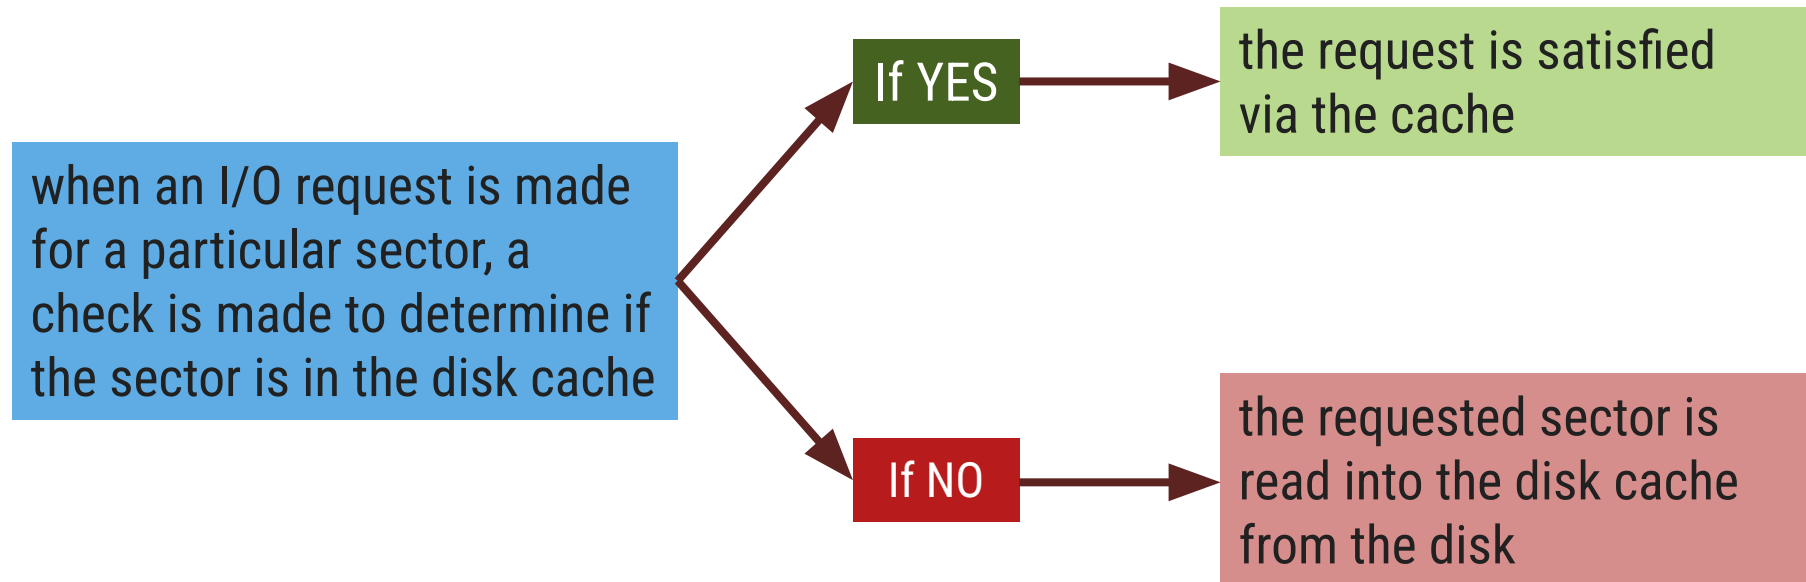 when an I/O request is made
for a particular sector, a
check is made to determine if
the sector is in the disk cache
If YES
the request is satisfied
via the cache
If NO
the requested sector is
read into the disk cache
from the disk